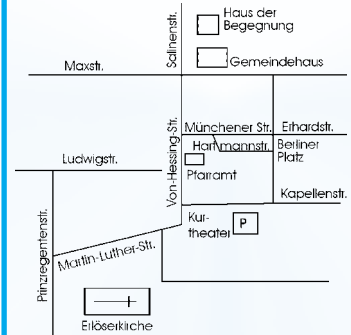 Haus der
Begegnung
Salinenstr.
Gemeindehaus
Maxstr.
Münchener Str.
Erhardstr.
Hartmannstr.
Berliner
Platz
Ludwigstr.
Von-Hessing-Str.
Pfarramt
Kapellenstr.
Kur-
theater
P
Prinzregentenstr.
Martin-Luther-Str.
Erlöserkirche